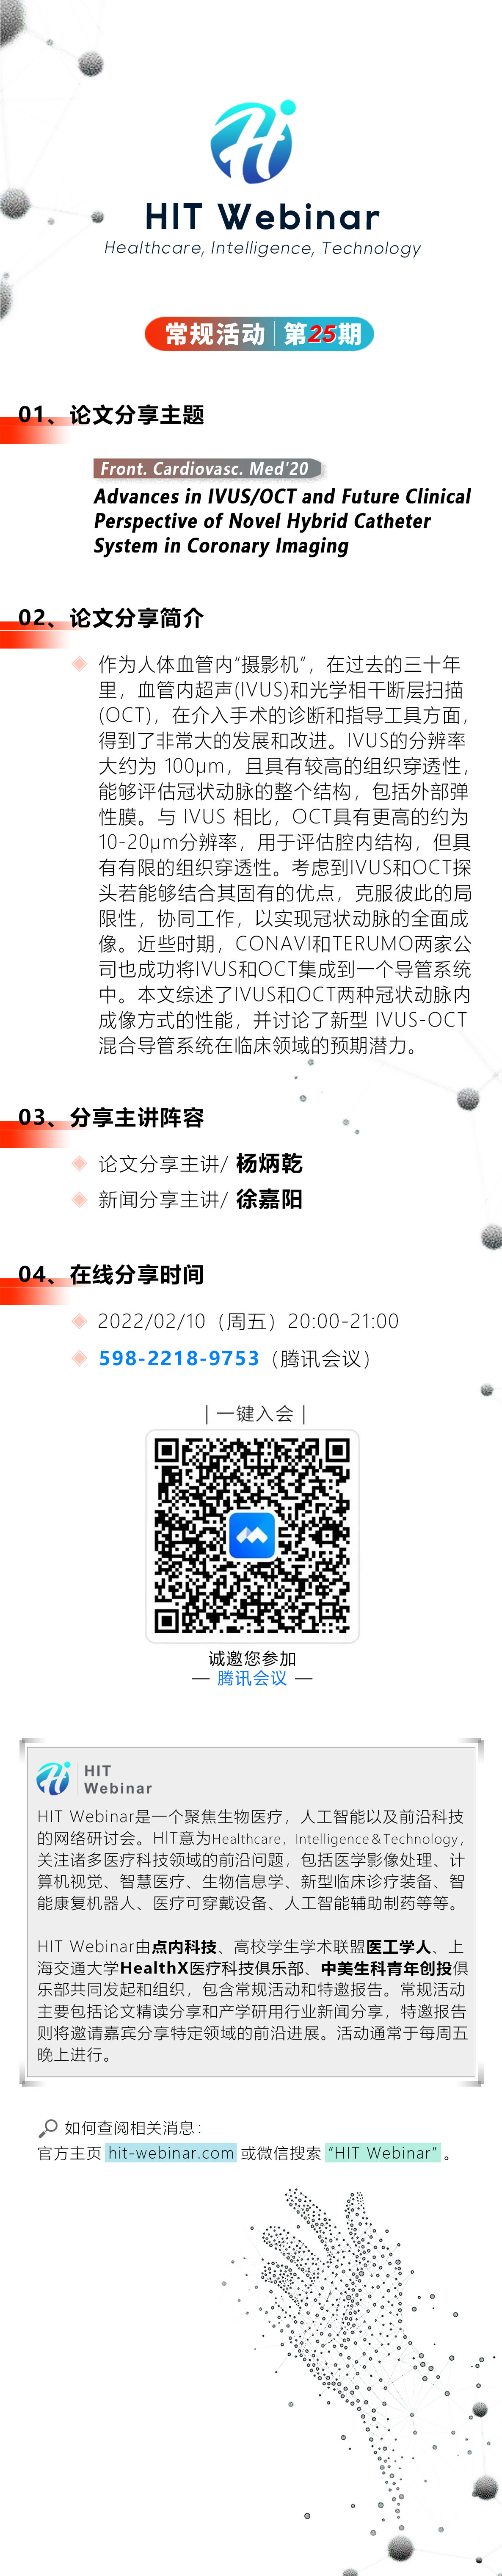 HIT Webinar
Healthcare, Intelligence, Technology
常规活动 | 第25期
01、论文分享主题
Front. Cardiovasc. Med'20
Advances in IVUS/OCT and Future Clinical
Perspective of Novel Hybrid Catheter
System in Coronary Imaging
02、论文分享简介
作为人体血管内“摄影机”，在过去的三十年
里，血管内超声(IVUS)和光学相干断层扫描
(OCT)，在介入手术的诊断和指导工具方面，
得到了非常大的发展和改进。IVUS的分辨率
大约为 100μm，且具有较高的组织穿透性，
能够评估冠状动脉的整个结构，包括外部弹
性膜。与 IVUS 相比，OCT具有更高的约为
10-20μm分辨率，用于评估腔内结构，但具
有有限的组织穿透性。考虑到IVUS和OCT探
头若能够结合其固有的优点，克服彼此的局
限性，协同工作，以实现冠状动脉的全面成
像。近些时期，CONAVI和TERUMO两家公
司也成功将IVUS和OCT集成到一个导管系统
中。本文综述了IVUS和OCT两种冠状动脉内
成像方式的性能，并讨论了新型 IVUS-OCT
混合导管系统在临床领域的预期潜力。
03、分享主讲阵容
论文分享主讲/ 杨炳乾
新闻分享主讲/ 徐嘉阳
04、在线分享时间
2022/02/10（周五）20:00-21:00
598-2218-9753（腾讯会议）
| 一键入会 |
诚邀您参加
— 腾讯会议 —
HIT
Webinar
HIT Webinar是一个聚焦生物医疗，人工智能以及前沿科技
的网络研讨会。HIT意为Healthcare，Intelligence＆Technology，
关注诸多医疗科技领域的前沿问题，包括医学影像处理、计
算机视觉、智慧医疗、生物信息学、新型临床诊疗装备、智
能康复机器人、医疗可穿戴设备、人工智能辅助制药等等。
HIT Webinar由点内科技、高校学生学术联盟医工学人、上
海交通大学HealthX医疗科技俱乐部、中美生科青年创投俱
乐部共同发起和组织，包含常规活动和特邀报告。常规活动
主要包括论文精读分享和产学研用行业新闻分享，特邀报告
则将邀请嘉宾分享特定领域的前沿进展。活动通常于每周五
晚上进行。
如何查阅相关消息：
官方主页 hit-webinar.com 或微信搜索 “HIT Webinar” 。